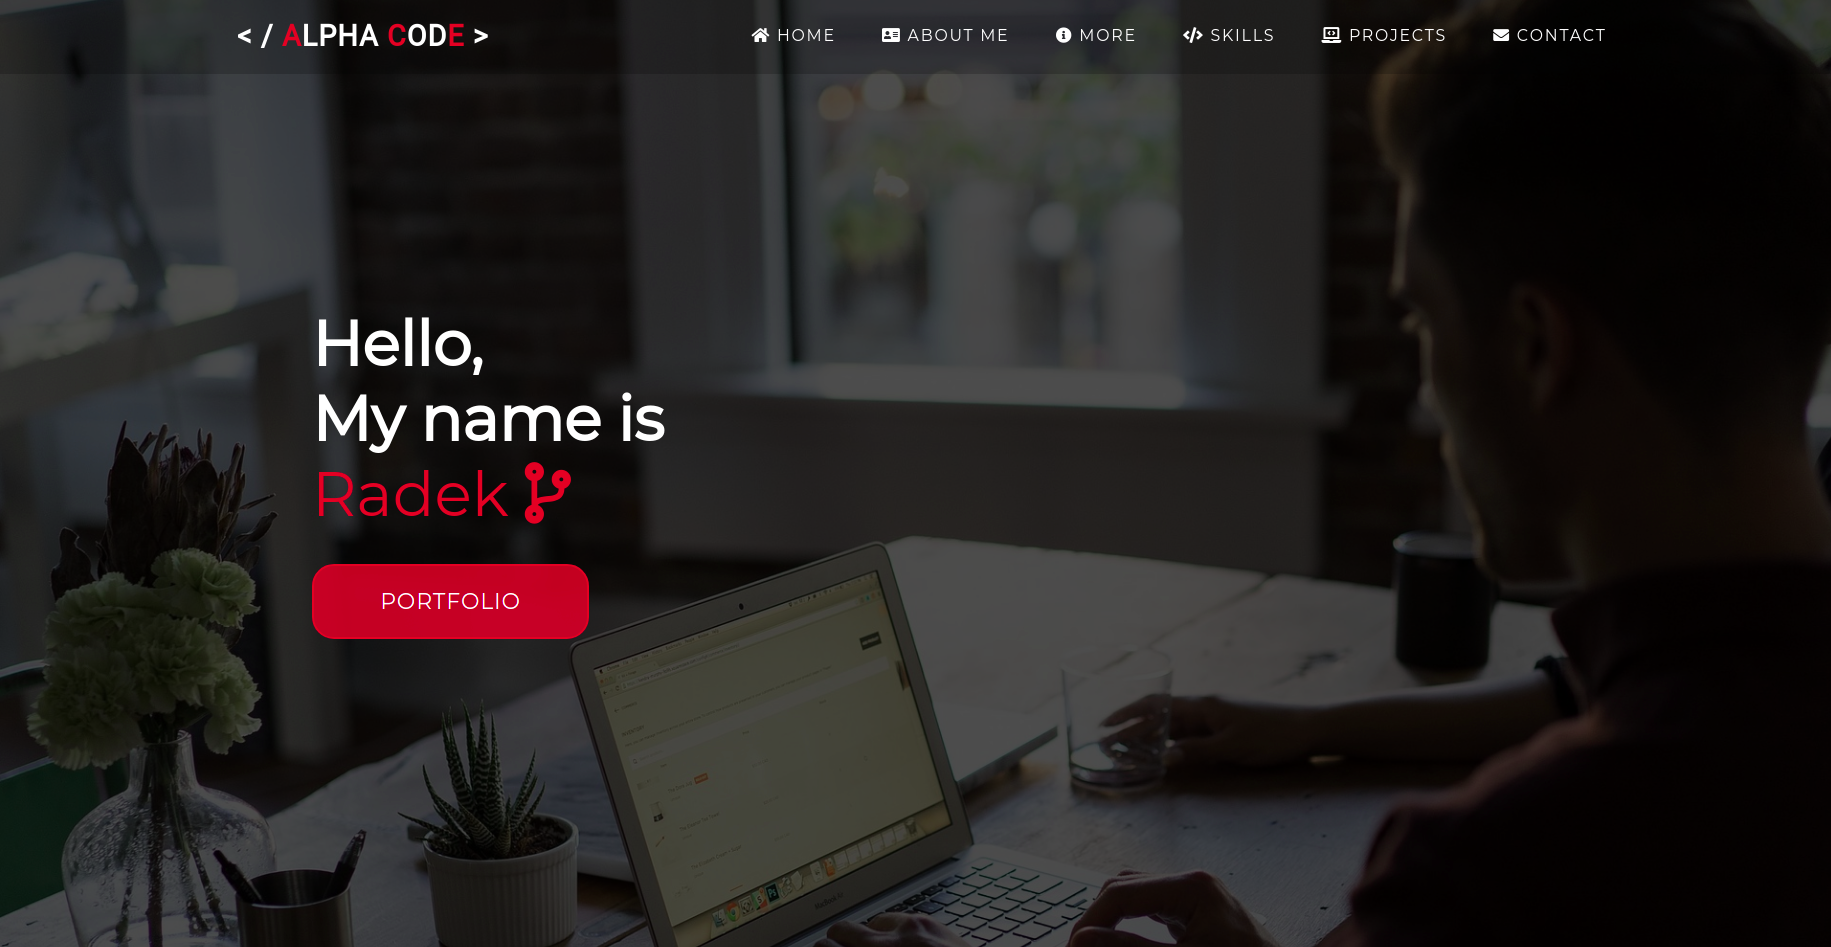 < / ALPHA CODE >
HOME
ABOUT ME
MORE
SKILLS
PROJECTS
CONTACT
Hello,
My name is
Radek
PORTFOLIO